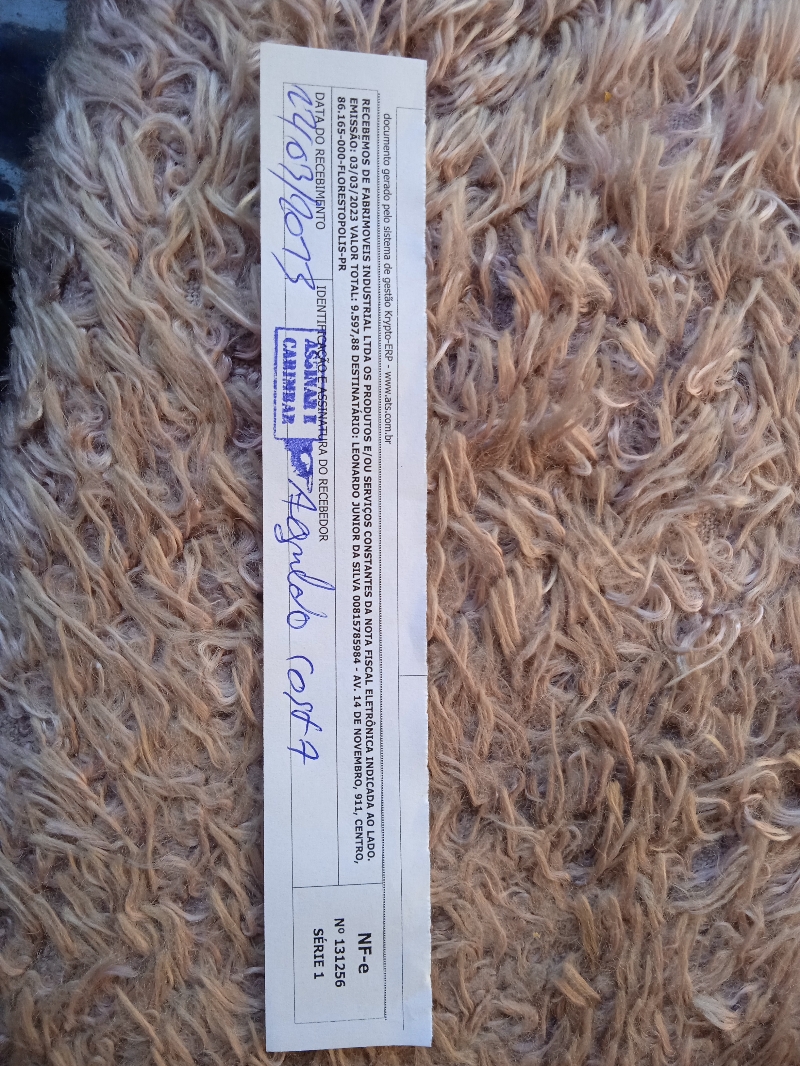 documento gerado pelo sistema de gestão Krypto-ERP - www.ats.com.br
RECEBEMOS DE FABRIMOVEIS INDUSTRIAL LTDA OS PRODUTOS E/OU SERVIÇOS CONSTANTES DA NOTA FISCAL ELETRÔNICA INDICADA AO LADO.
EMISSÃO: 03/03/2023 VALOR TOTAL: 9.597,88 DESTINATÁRIO: LEONARDO JUNIOR DA SILVA 00815785984 - AV. 14 DE NOVEMBRO, 911, CENTRO,
86.165-000-FLORESTOPOLIS-PR
DATA DO RECEBIMENTO
IDENTIFICAÇÃO E ASSINATURA DO RECEBEDOR
ASSINAR E
CARIMBAR
Costa
NF-e
Nº 131256
SÉRIE 1